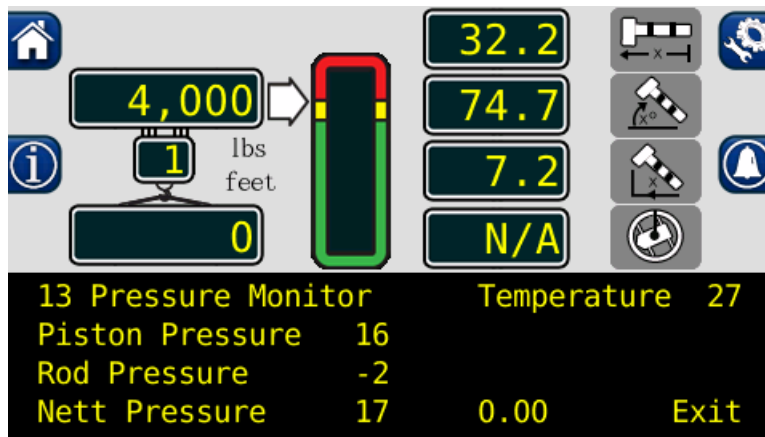 32.2
4,000
74.7
1 lbs
feet
7.2
0
N/A
x
x°
x
13 Pressure Monitor Temperature 27
Piston Pressure 16
Rod Pressure -2
Nett Pressure 17 0.00 Exit